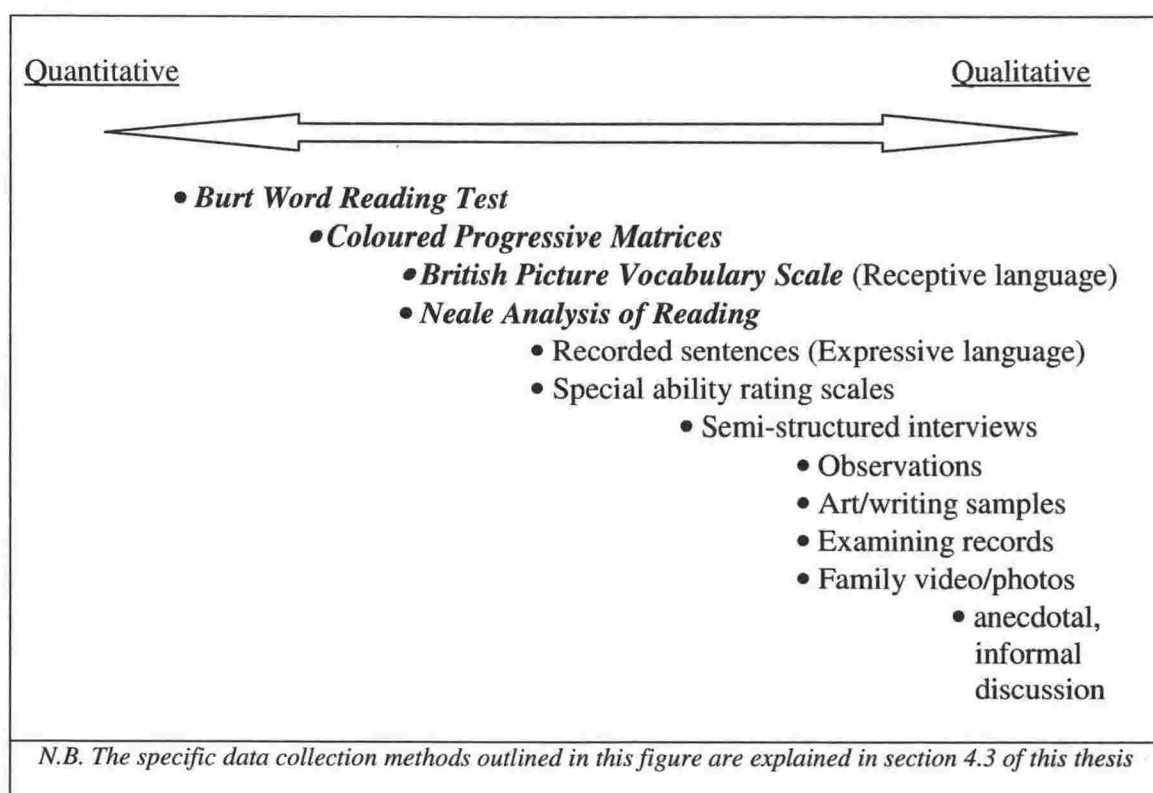 Quantitative Qualitative
• Burt Word Reading Test
• Coloured Progressive Matrices
• British Picture Vocabulary Scale (Receptive language)
• Neale Analysis of Reading
• Recorded sentences (Expressive language)
• Special ability rating scales
• Semi-structured interviews
• Observations
• Art/writing samples
• Examining records
• Family video/photos
• anecdotal,
informal
discussion
N.B. The specific data collection methods outlined in this figure are explained in section 4.3 of this thesis